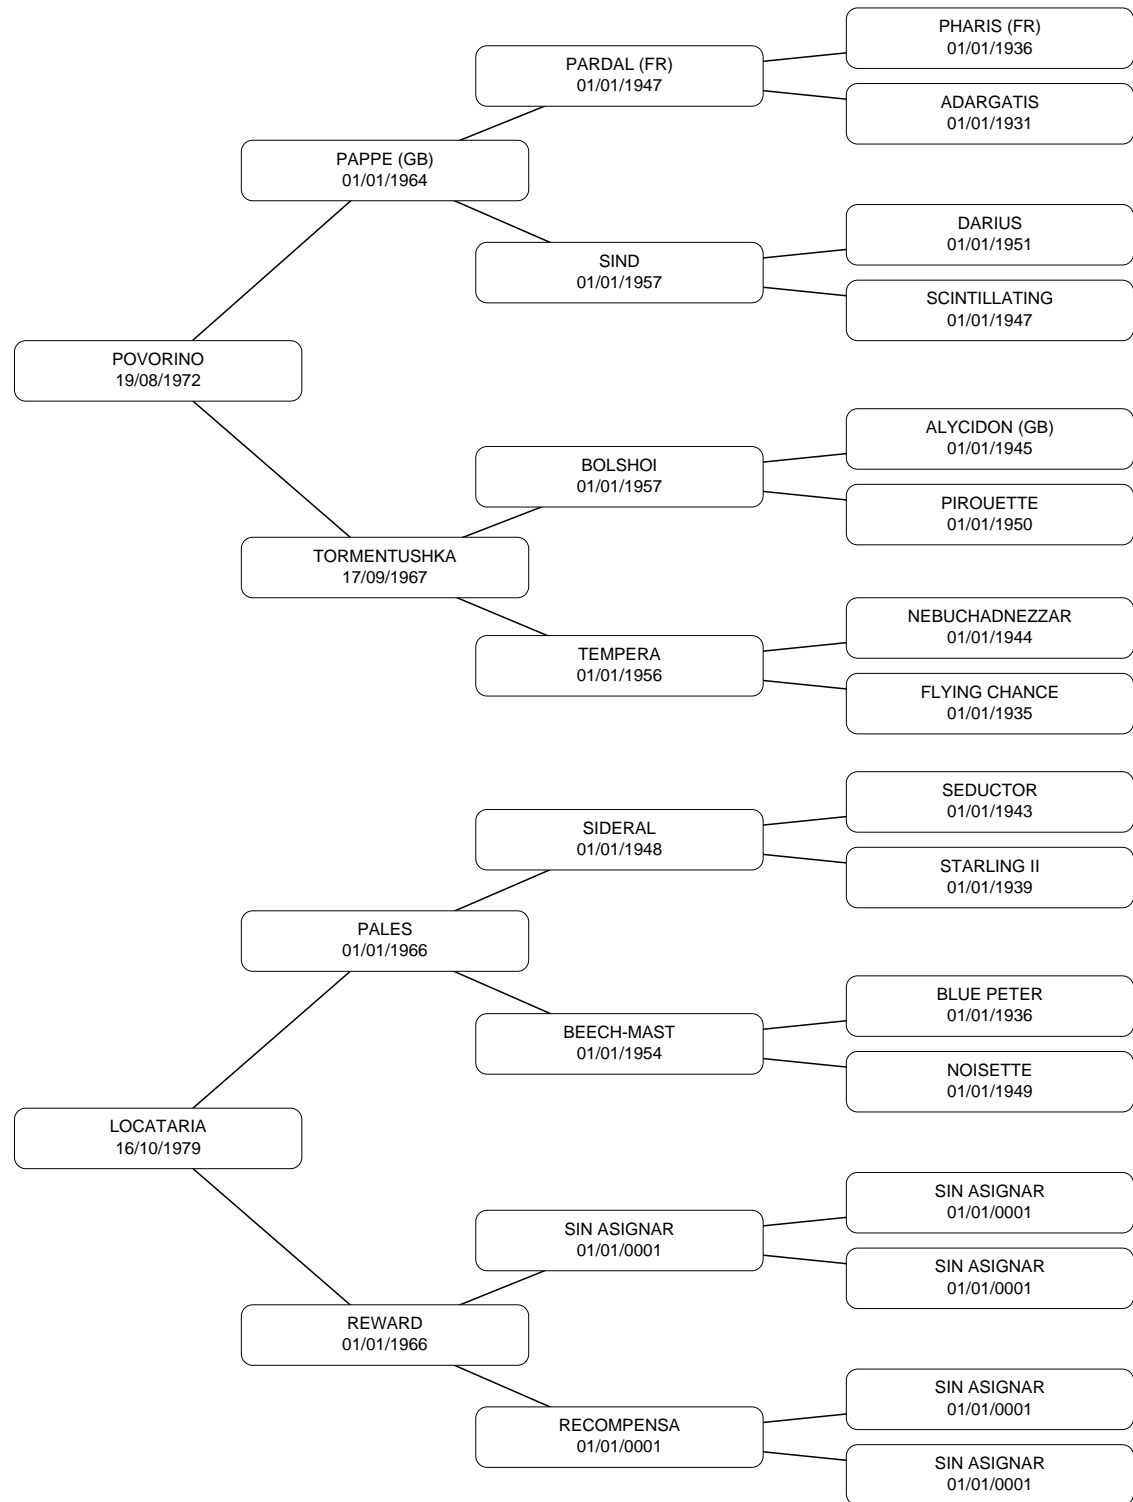 PHARIS (FR)
01/01/1936
PARDAL (FR)
01/01/1947
ADARGATIS
01/01/1931
PAPPE (GB)
01/01/1964
DARIUS
01/01/1951
SIND
01/01/1957
SCINTILLATING
01/01/1947
POVORINO
19/08/1972
ALYCIDON (GB)
01/01/1945
BOLSHOI
01/01/1957
PIROUETTE
01/01/1950
TORMENTUSHKA
17/09/1967
NEBUCHADNEZZAR
01/01/1944
TEMPERA
01/01/1956
FLYING CHANCE
01/01/1935
SEDUCTOR
01/01/1943
SIDERAL
01/01/1948
STARLING II
01/01/1939
PALES
01/01/1966
BLUE PETER
01/01/1936
BEECH-MAST
01/01/1954
NOISETTE
01/01/1949
LOCATARIA
16/10/1979
SIN ASIGNAR
01/01/0001
SIN ASIGNAR
01/01/0001
SIN ASIGNAR
01/01/0001
REWARD
01/01/1966
SIN ASIGNAR
01/01/0001
RECOMPENSA
01/01/0001
SIN ASIGNAR
01/01/0001